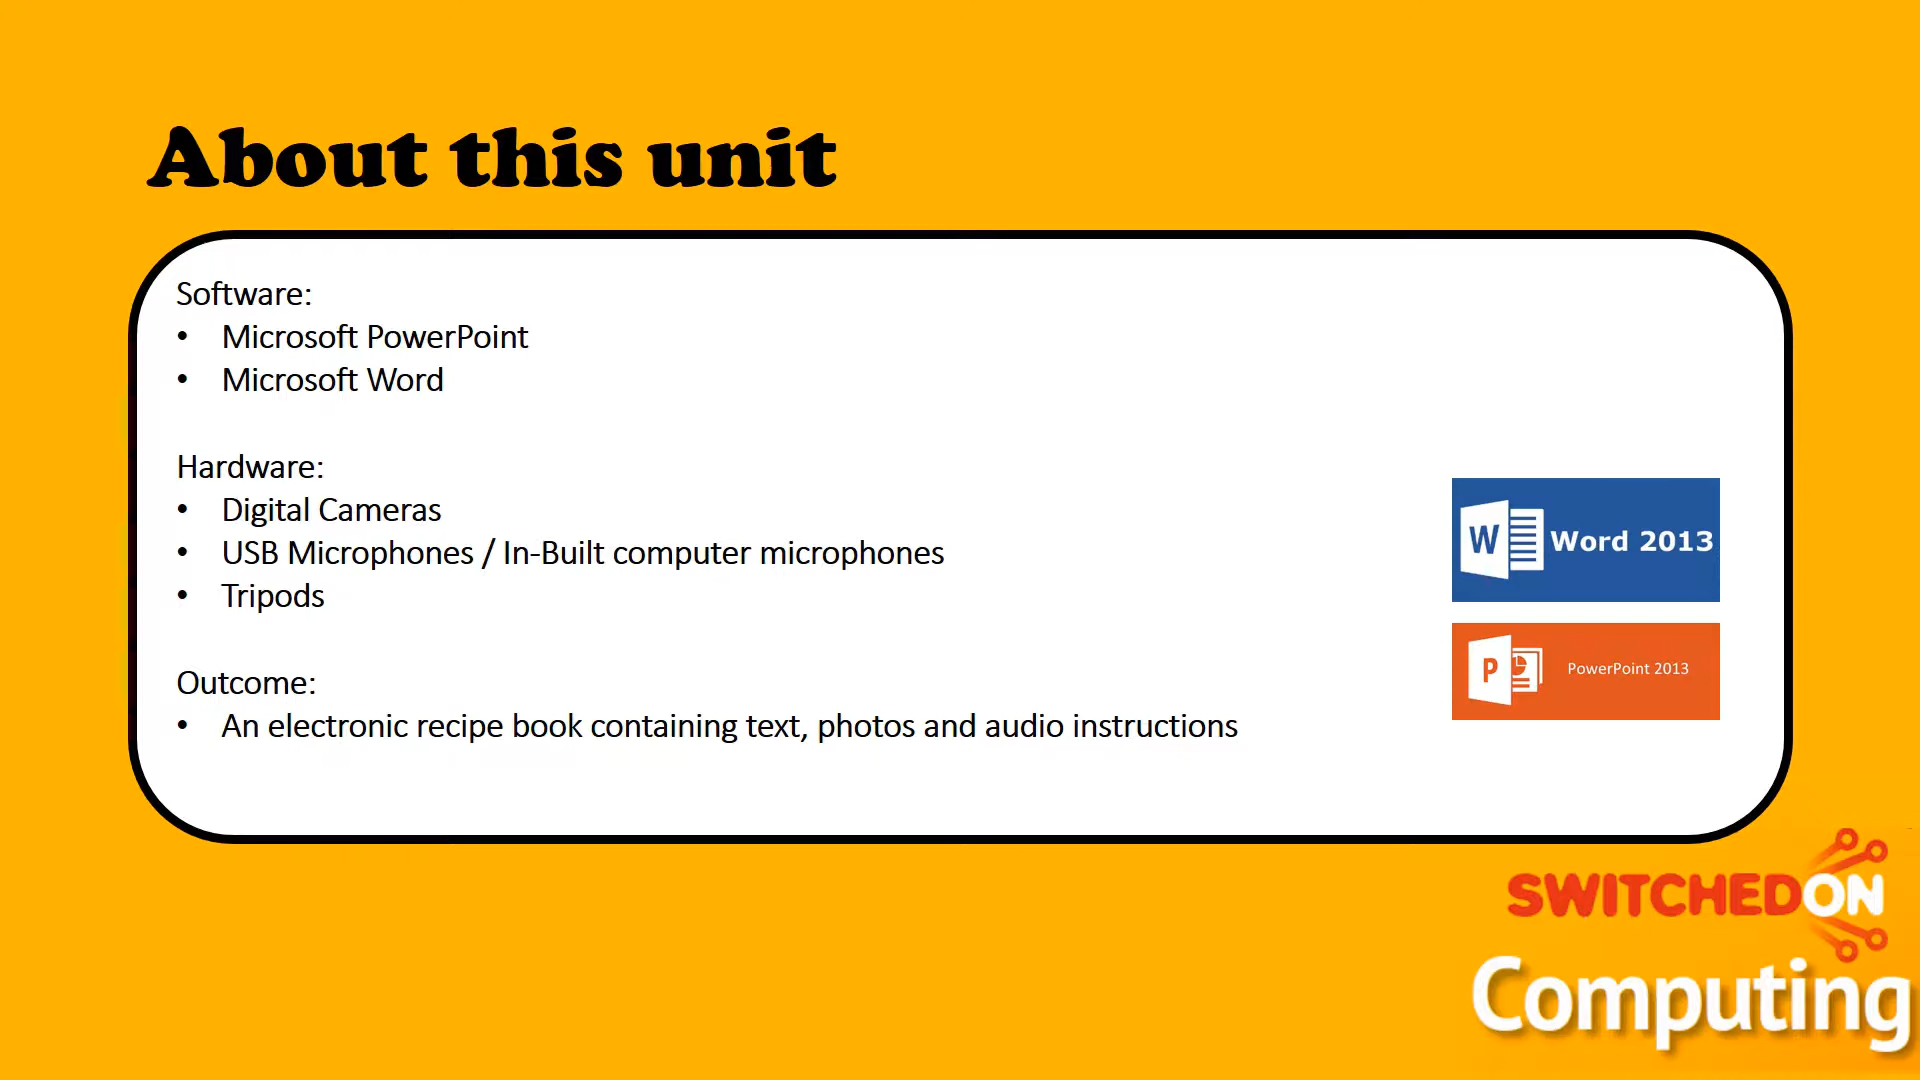 About this unit
Software:
• Microsoft PowerPoint
• Microsoft Word
Hardware:
• Digital Cameras
• USB Microphones / In-Built computer microphones
• Tripods
Outcome:
• An electronic recipe book containing text, photos and audio instructions
W Word 2013
P PowerPoint 2013
SWITCHEDON
Computing